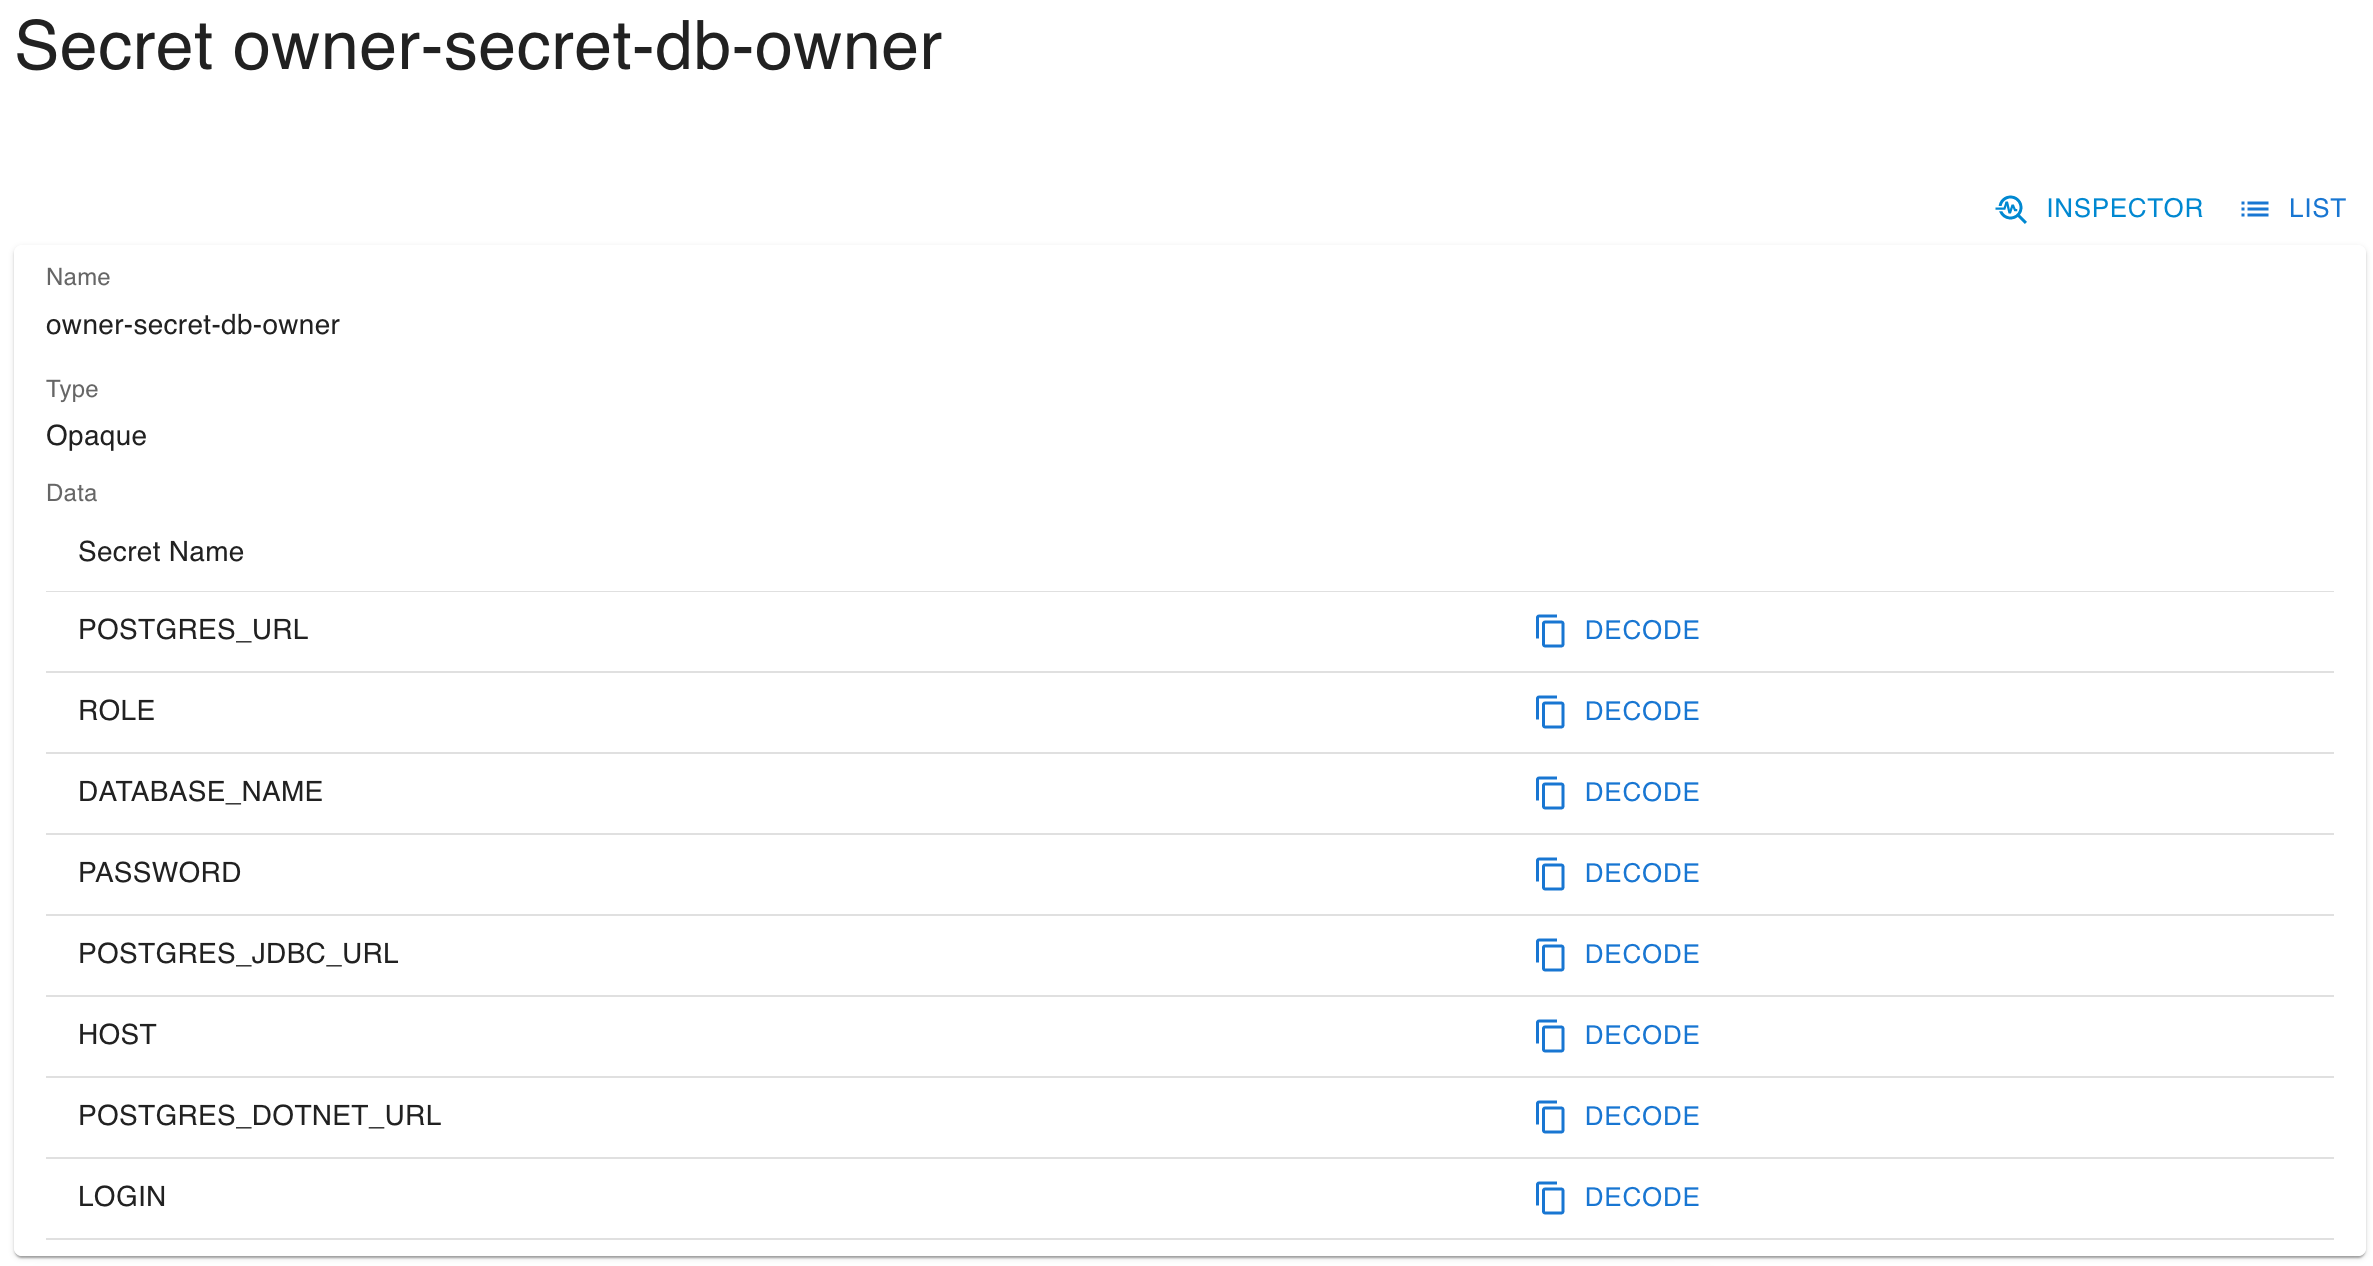 Secret owner-secret-db-owner
INSPECTOR LIST
Name
owner-secret-db-owner
Type
Opaque
Data
Secret Name
POSTGRES_URL DECODE
ROLE DECODE
DATABASE_NAME DECODE
PASSWORD DECODE
POSTGRES_JDBC_URL DECODE
HOST DECODE
POSTGRES_DOTNET_URL DECODE
LOGIN DECODE